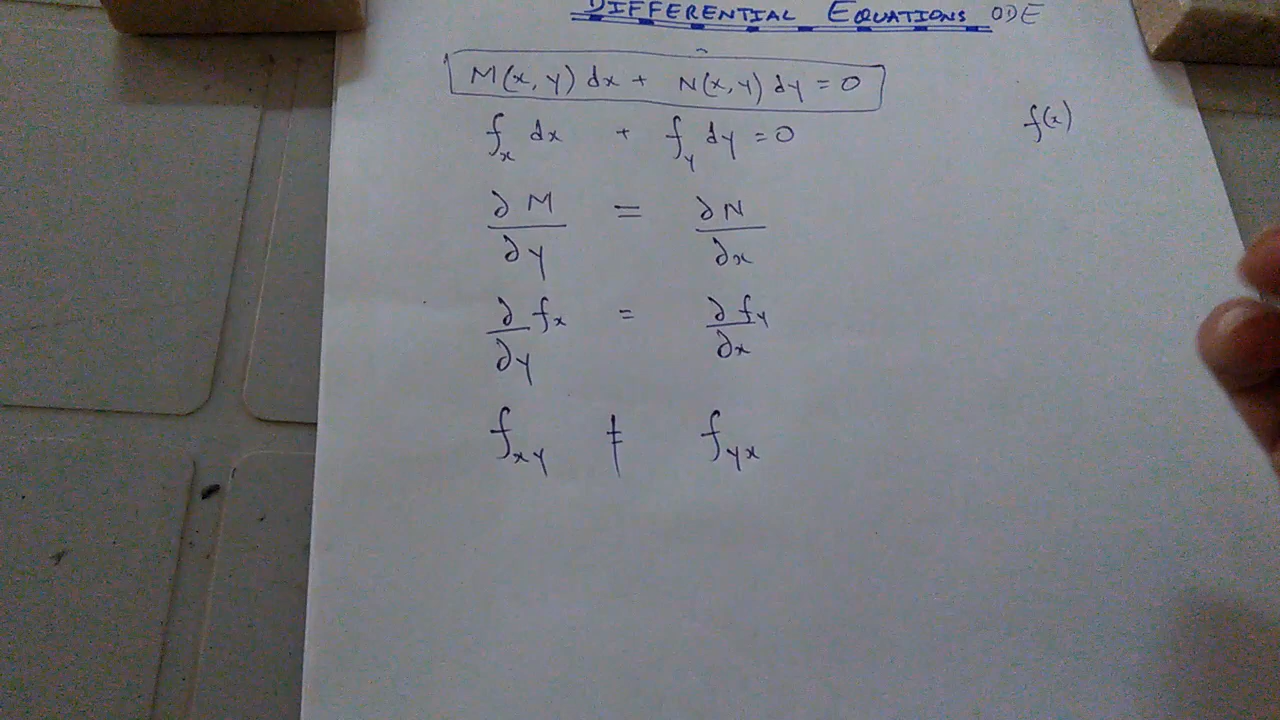 DIFFERENTIAL EQUATIONS ODE
M(x, y) dx + N(x, y) dy = 0
f(x)
f_x dx + f_y dy = 0
∂M/∂y = ∂N/∂x
∂/∂y f_x = ∂f_y/∂x
f_xy ≠ f_yx